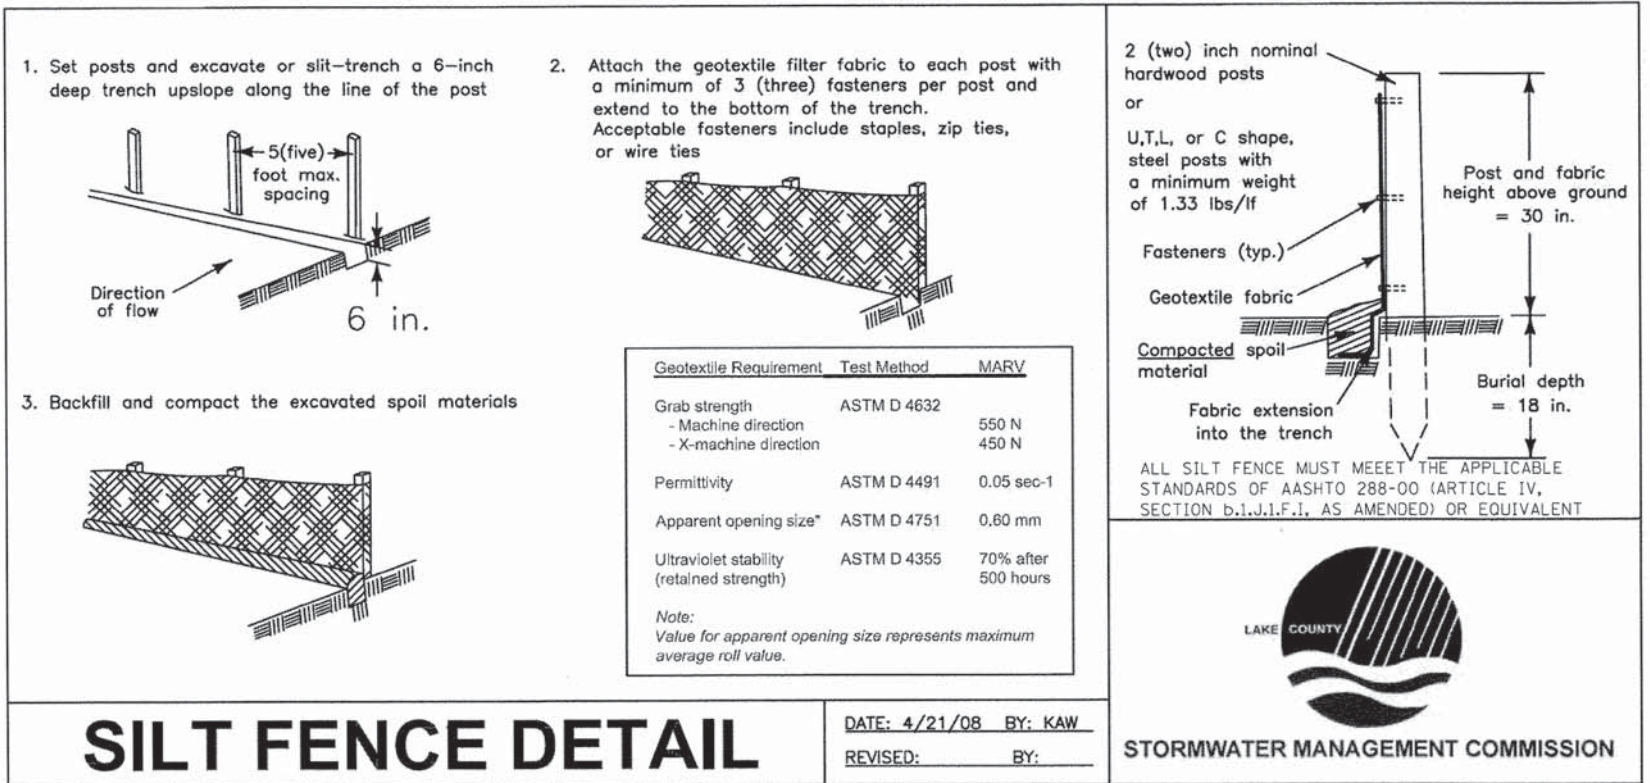 1. Set posts and excavate or slit-trench a 6-inch
deep trench upslope along the line of the post
5(five)
foot max.
spacing
Direction
of flow
6 in.
2. Attach the geotextile filter fabric to each post with
a minimum of 3 (three) fasteners per post and
extend to the bottom of the trench.
Acceptable fasteners include staples, zip ties,
or wire ties
3. Backfill and compact the excavated spoil materials
Geotextile Requirement Test Method MARV
Grab strength ASTM D 4632
- Machine direction 550 N
- X-machine direction 450 N
Permittivity ASTM D 4491 0.05 sec-1
Apparent opening size* ASTM D 4751 0.60 mm
Ultraviolet stability ASTM D 4355 70% after
(retained strength) 500 hours
Note:
Value for apparent opening size represents maximum
average roll value.
2 (two) inch nominal
hardwood posts
or
U,T,L, or C shape,
steel posts with
a minimum weight
of 1.33 lbs/lf
Fasteners (typ.)
Geotextile fabric
Compacted spoil
material
Fabric extension
into the trench
Post and fabric
height above ground
= 30 in.
Burial depth
= 18 in.
ALL SILT FENCE MUST MEEET THE APPLICABLE
STANDARDS OF AASHTO 288-00 (ARTICLE IV,
SECTION b.1.J.1.F.I, AS AMENDED) OR EQUIVALENT
LAKE COUNTY
STORMWATER MANAGEMENT COMMISSION
SILT FENCE DETAIL
DATE: 4/21/08 BY: KAW
REVISED: BY: